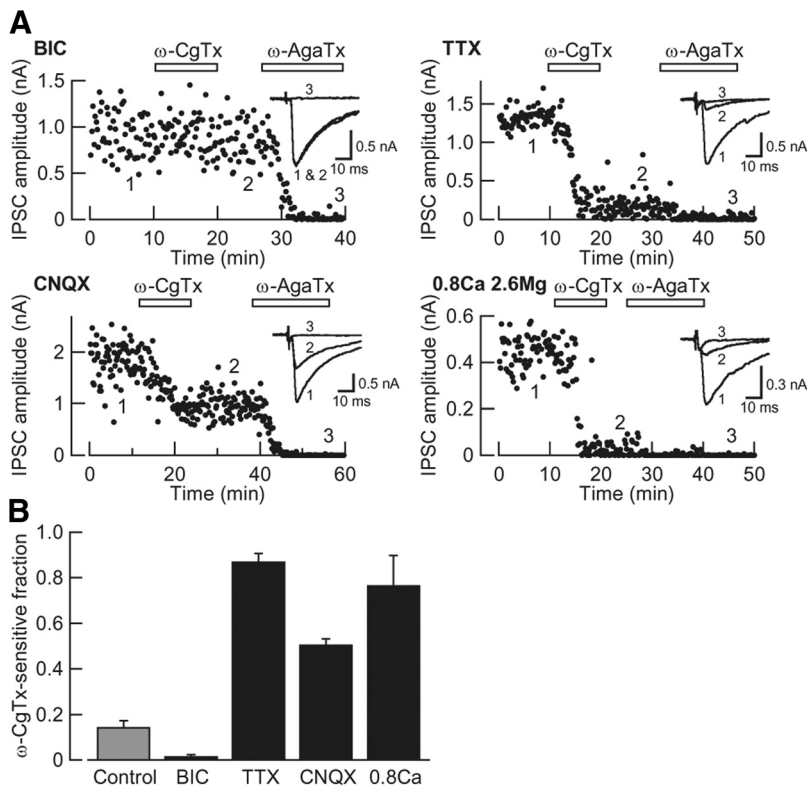 A
BIC
ω-CgTx
ω-AgaTx
IPSC amplitude (nA)
1.5
1.0
0.5
0
1
2
3
3
1 & 2
0.5 nA
10 ms
0 10 20 30 40
Time (min)
TTX
ω-CgTx
ω-AgaTx
IPSC amplitude (nA)
1.5
1.0
0.5
0
1
2
3
3
2
1
0.5 nA
10 ms
0 10 20 30 40 50
Time (min)
CNQX
ω-CgTx
ω-AgaTx
IPSC amplitude (nA)
2
1
0
1
2
3
3
2
1
0.5 nA
10 ms
0 20 40 60
Time (min)
0.8Ca 2.6Mg
ω-CgTx
ω-AgaTx
IPSC amplitude (nA)
0.6
0.4
0.2
0
1
2
3
3
2
1
0.3 nA
10 ms
0 10 20 30 40 50
Time (min)
B
ω-CgTx-sensitive fraction
1.0
0.8
0.6
0.4
0.2
0
Control BIC TTX CNQX 0.8Ca